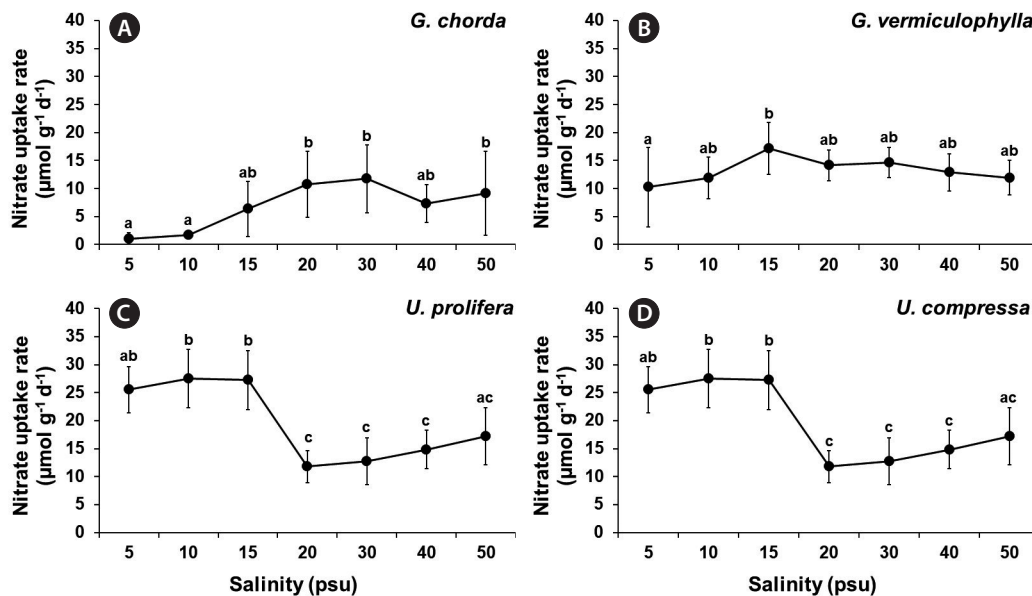 A
G. chorda
Nitrate uptake rate
(μmol g⁻¹ d⁻¹)
40
35
30
25
20
15
10
5
0
a
a
ab
b
b
ab
b
5 10 15 20 30 40 50
B
G. vermiculophylla
Nitrate uptake rate
(μmol g⁻¹ d⁻¹)
40
35
30
25
20
15
10
5
0
a
ab
b
ab
ab
ab
ab
5 10 15 20 30 40 50
C
U. prolifera
Nitrate uptake rate
(μmol g⁻¹ d⁻¹)
40
35
30
25
20
15
10
5
0
ab
b
b
c
c
c
ac
5 10 15 20 30 40 50
Salinity (psu)
D
U. compressa
Nitrate uptake rate
(μmol g⁻¹ d⁻¹)
40
35
30
25
20
15
10
5
0
ab
b
b
c
c
c
ac
5 10 15 20 30 40 50
Salinity (psu)